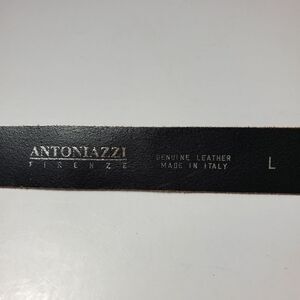 ANTONIAZZI
FIRENZE
GENUINE LEATHER
MADE IN ITALY
L